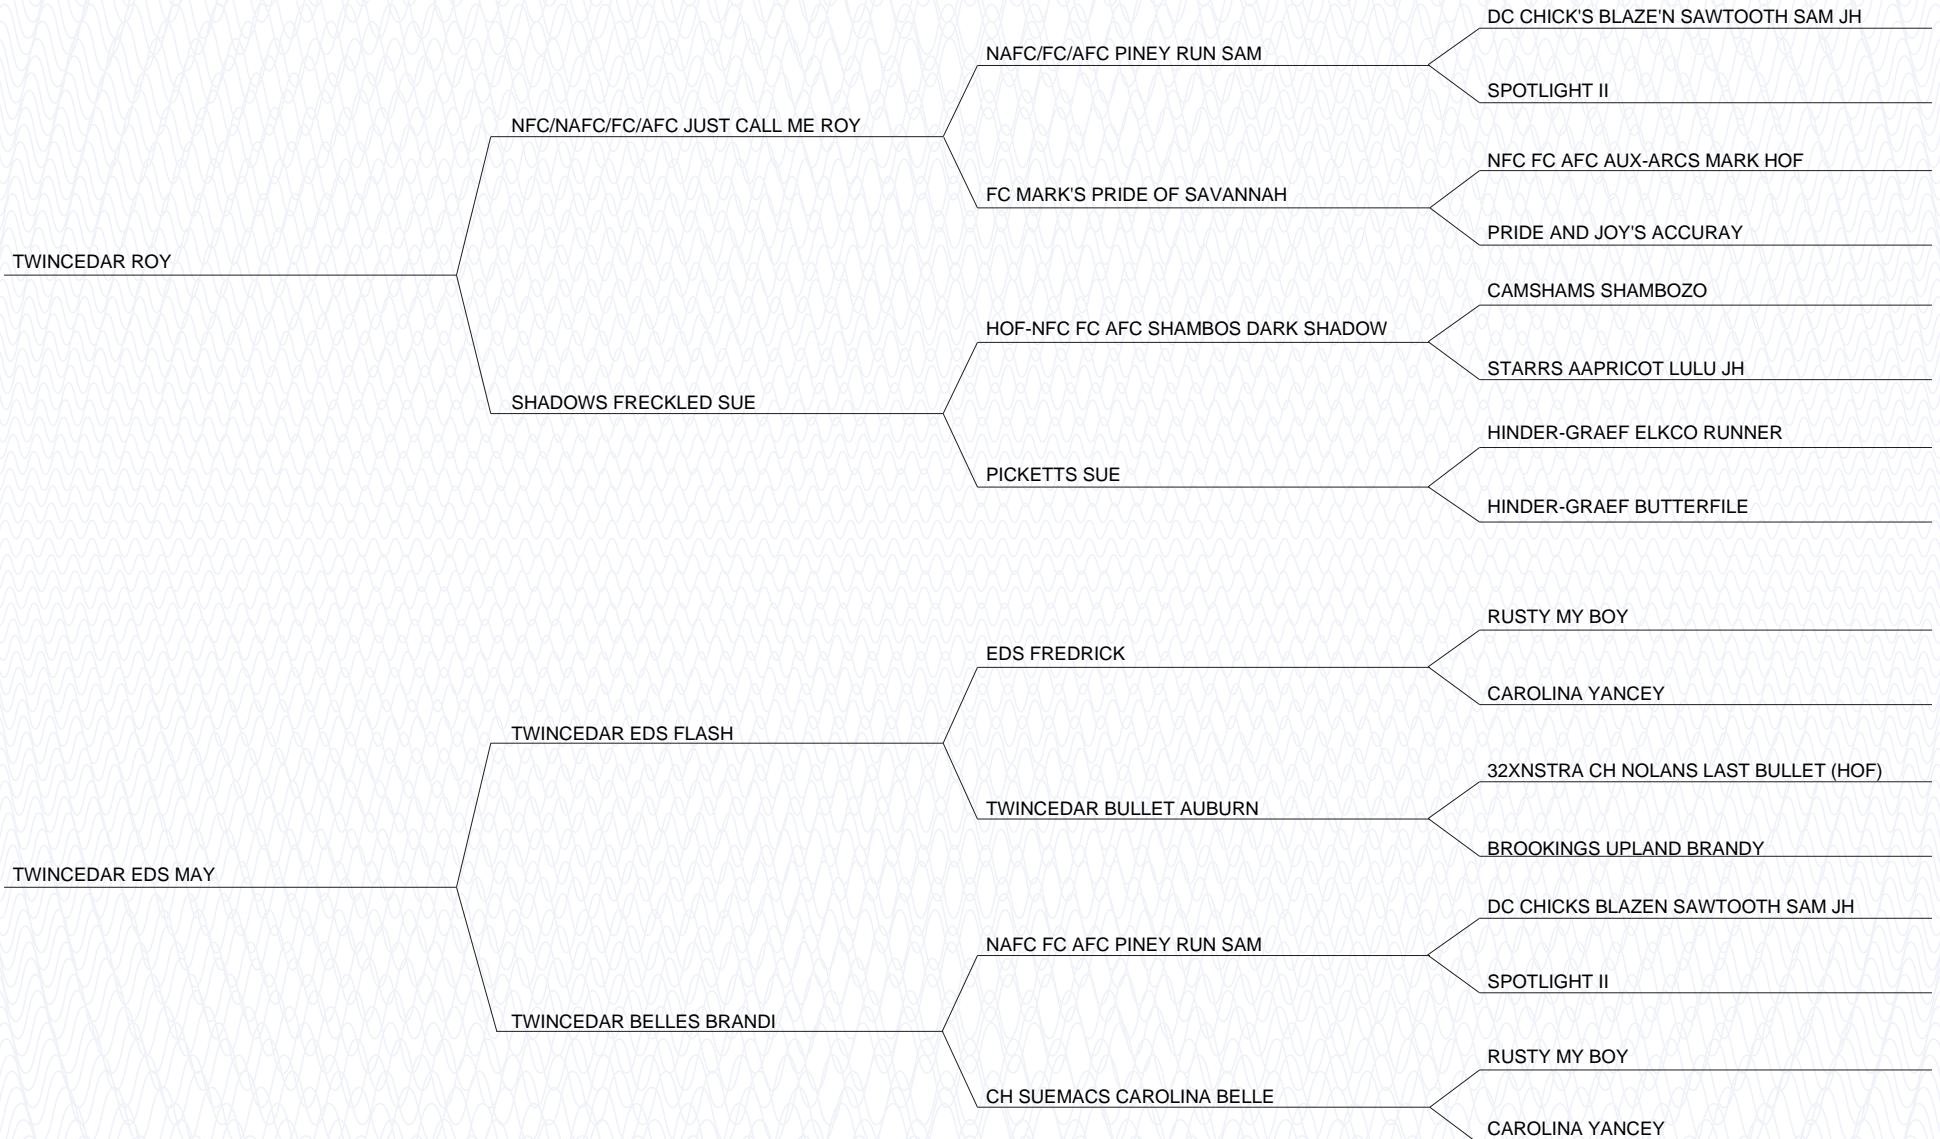 DC CHICK'S BLAZE'N SAWTOOTH SAM JH
NAFC/FC/AFC PINEY RUN SAM
SPOTLIGHT II
NFC/NAFC/FC/AFC JUST CALL ME ROY
NFC FC AFC AUX-ARCS MARK HOF
FC MARK'S PRIDE OF SAVANNAH
PRIDE AND JOY'S ACCURAY
TWINCEDAR ROY
CAMSHAMS SHAMBOZO
HOF-NFC FC AFC SHAMBOS DARK SHADOW
STARRS AAPRICOT LULU JH
SHADOWS FRECKLED SUE
HINDER-GRAEF ELKCO RUNNER
PICKETTS SUE
HINDER-GRAEF BUTTERFILE
RUSTY MY BOY
EDS FREDRICK
CAROLINA YANCEY
TWINCEDAR EDS FLASH
32XNSTRA CH NOLANS LAST BULLET (HOF)
TWINCEDAR BULLET AUBURN
BROOKINGS UPLAND BRANDY
TWINCEDAR EDS MAY
DC CHICKS BLAZEN SAWTOOTH SAM JH
NAFC FC AFC PINEY RUN SAM
SPOTLIGHT II
TWINCEDAR BELLES BRANDI
RUSTY MY BOY
CH SUEMACS CAROLINA BELLE
CAROLINA YANCEY